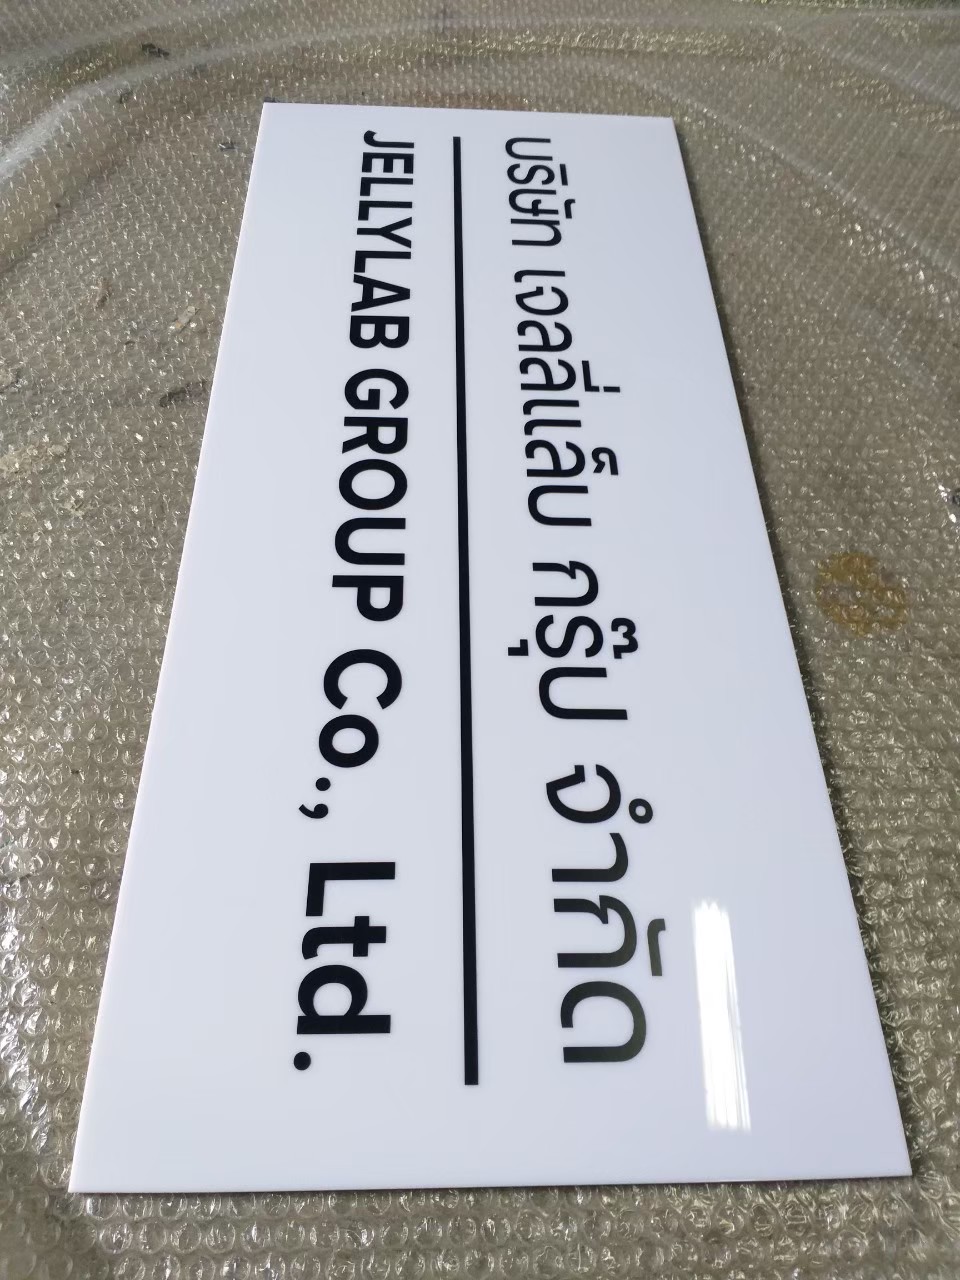 บริษัท เจลลี่แล็บ กรุ๊ป จำกัด
JELLYLAB GROUP Co., Ltd.